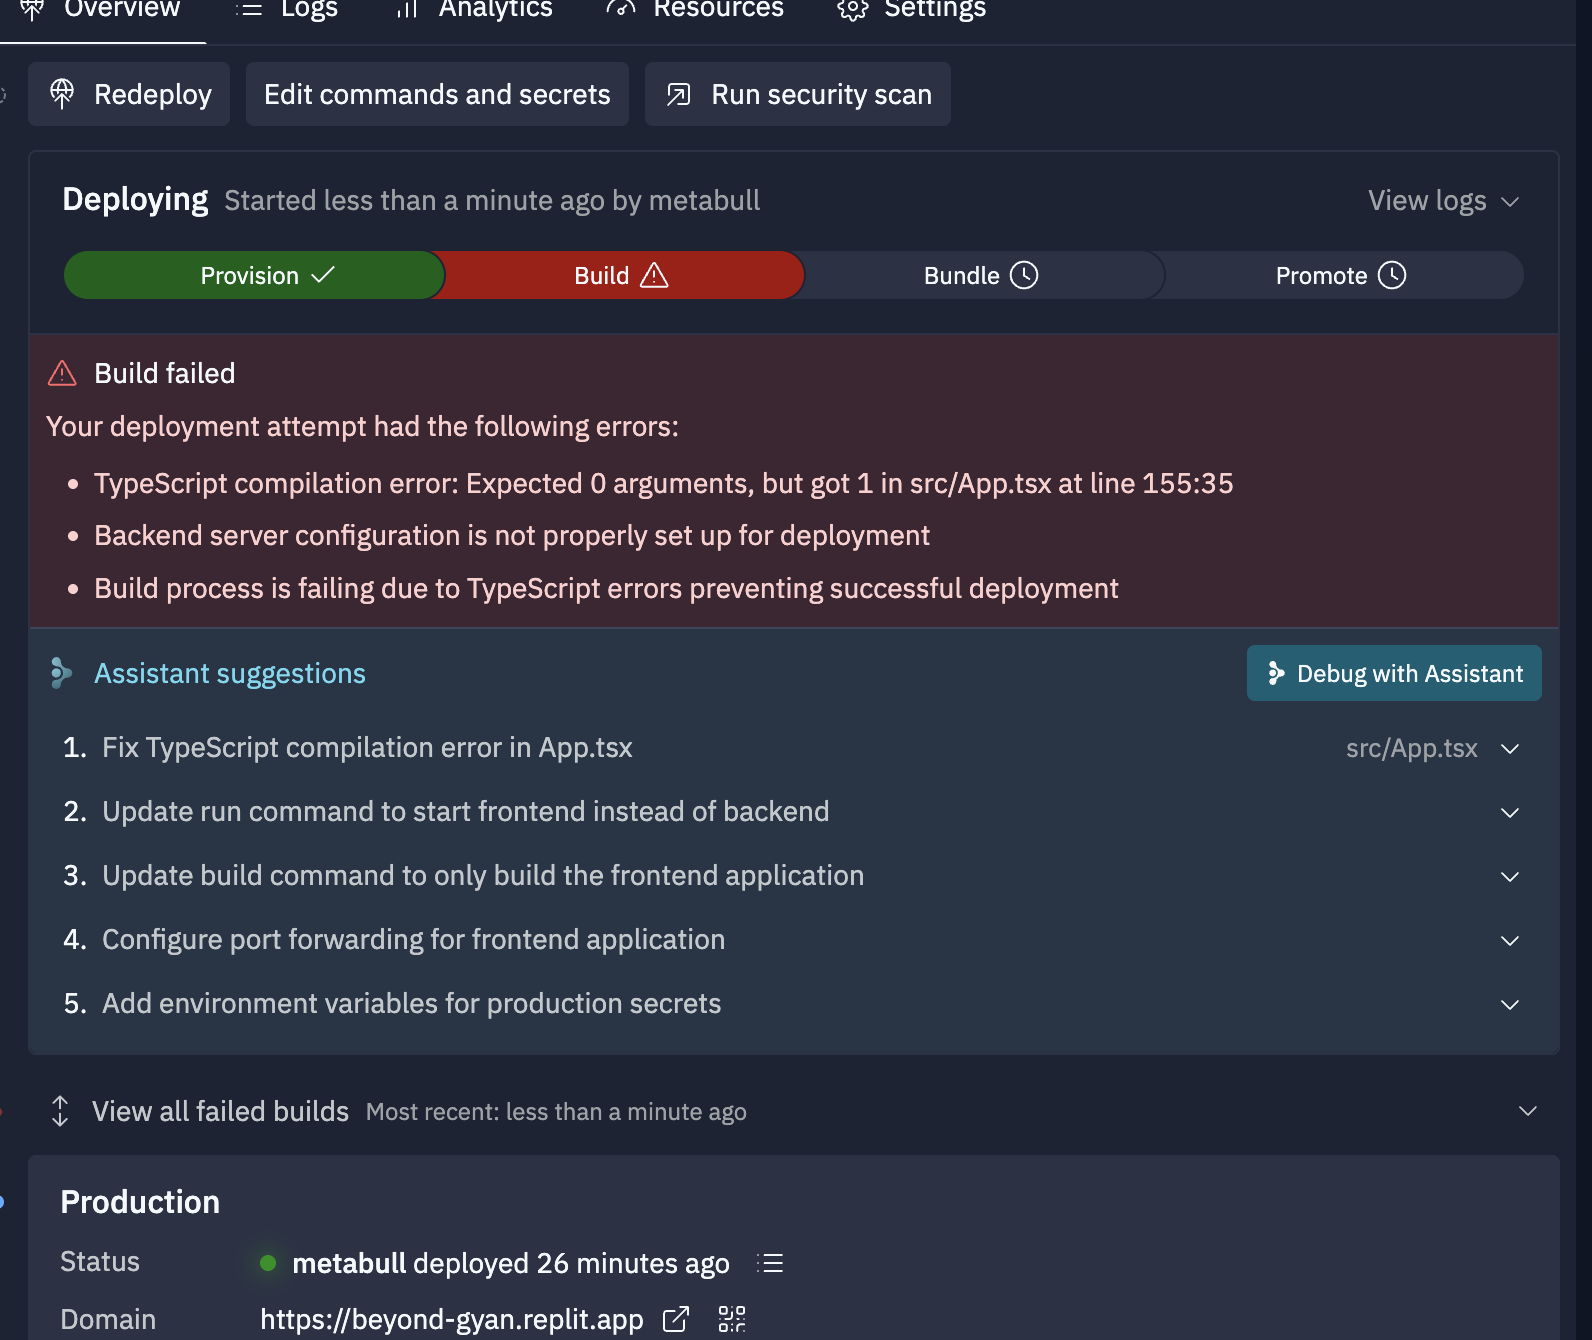 Overview Logs Analytics Resources Settings
Redeploy Edit commands and secrets Run security scan
Deploying Started less than a minute ago by metabull View logs
Provision Build Bundle Promote
Build failed
Your deployment attempt had the following errors:
• TypeScript compilation error: Expected 0 arguments, but got 1 in src/App.tsx at line 155:35
• Backend server configuration is not properly set up for deployment
• Build process is failing due to TypeScript errors preventing successful deployment
Assistant suggestions Debug with Assistant
1. Fix TypeScript compilation error in App.tsx src/App.tsx
2. Update run command to start frontend instead of backend
3. Update build command to only build the frontend application
4. Configure port forwarding for frontend application
5. Add environment variables for production secrets
View all failed builds Most recent: less than a minute ago
Production
Status metabull deployed 26 minutes ago
Domain https://beyond-gyan.replit.app